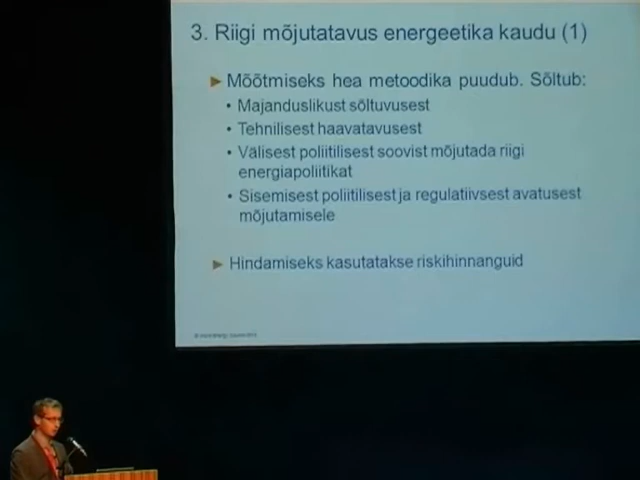 3. Riigi mõjutatavus energeetika kaudu (1)
Mõõtmiseks hea metoodika puudub. Sõltub:
• Majanduslikust sõltuvusest
• Tehnilisest haavatavusest
• Välisest poliitilisest soovist mõjutada riigi
energiapoliitikat
• Sisemisest poliitilisest ja regulatiivsest avatusest
mõjutamisele
Hindamiseks kasutatakse riskihinnanguid